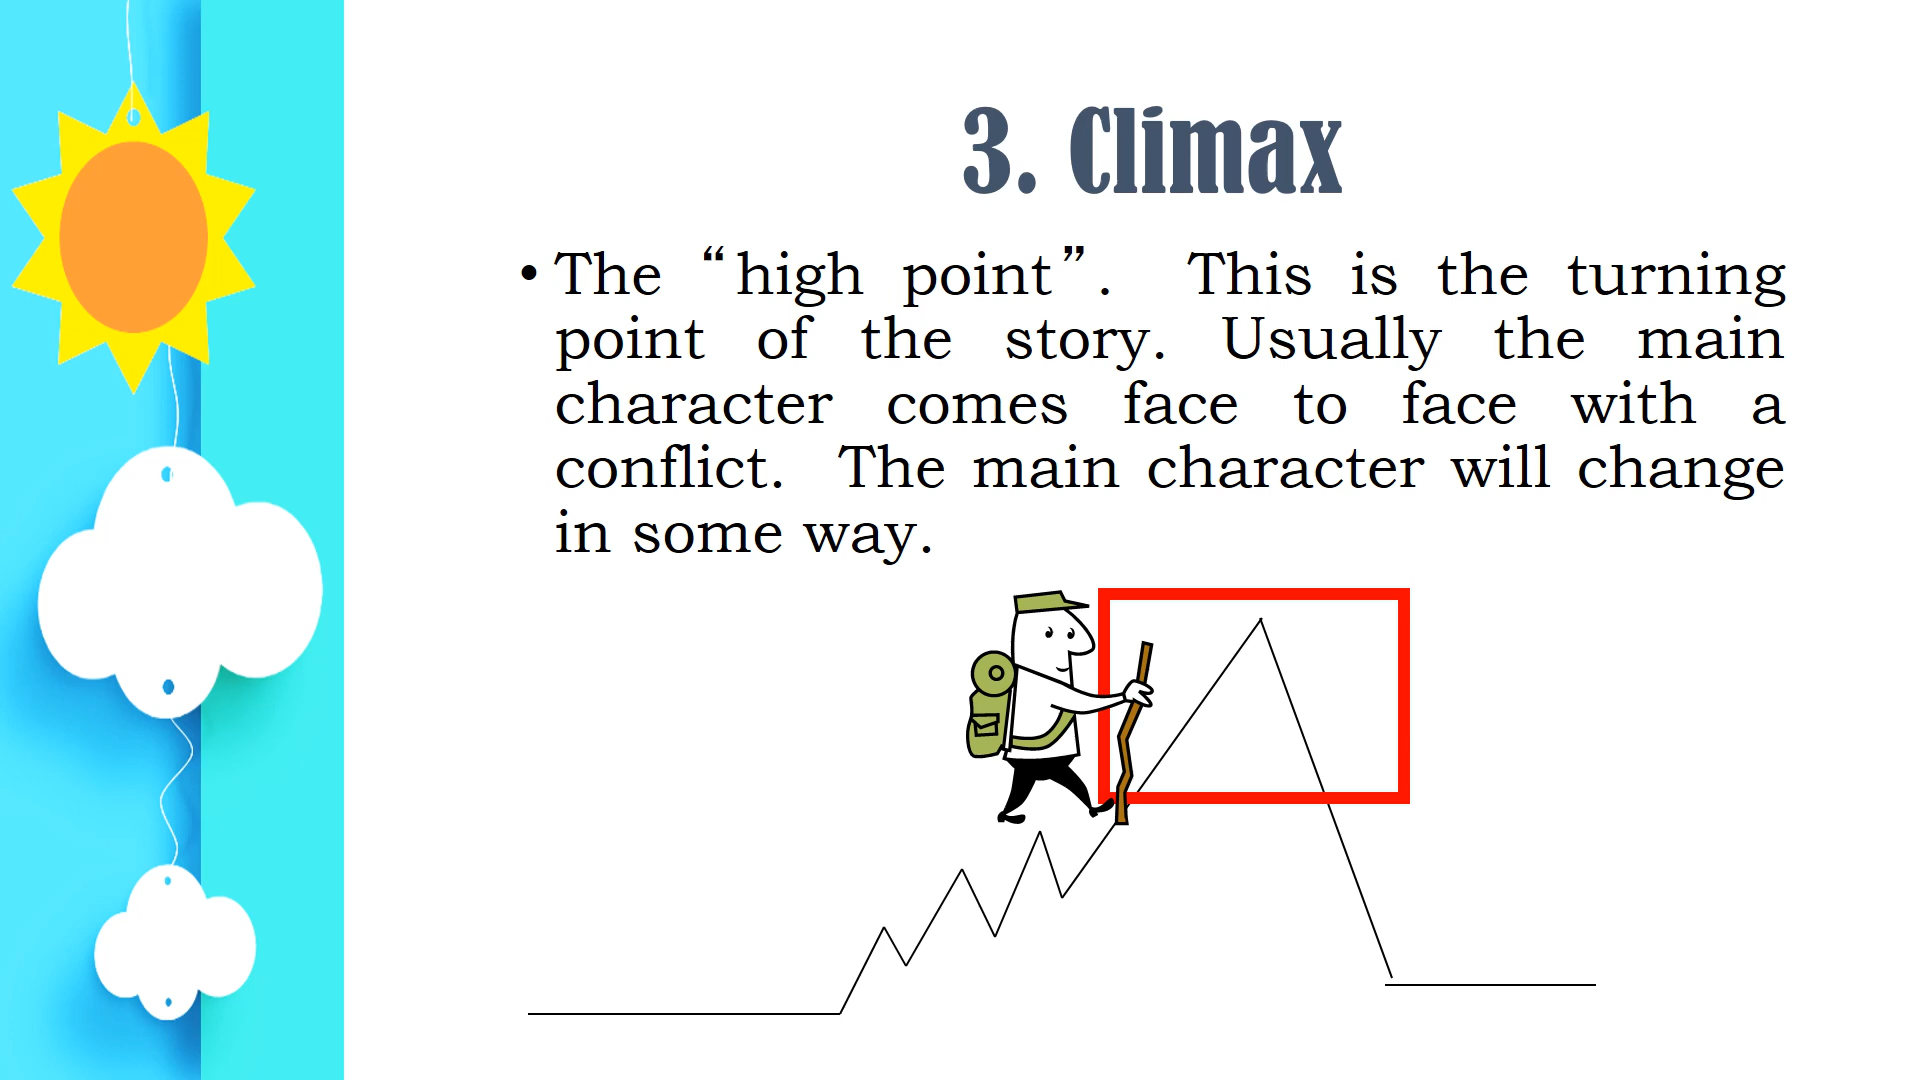 3. Climax
• The “high point”. This is the turning
point of the story. Usually the main
character comes face to face with a
conflict. The main character will change
in some way.